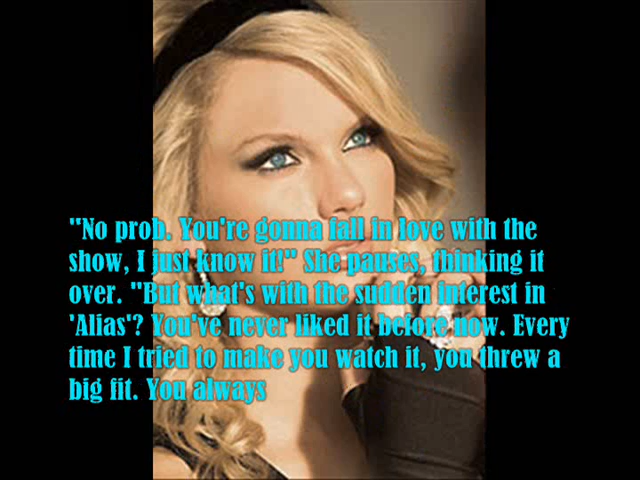 "No prob. You're gonna fall in love with the
show, I just know it!" She pauses, thinking it
over. "But what's with the sudden interest in
'Alias'? You've never liked it before now. Every
time I tried to make you watch it, you threw a
big fit. You always